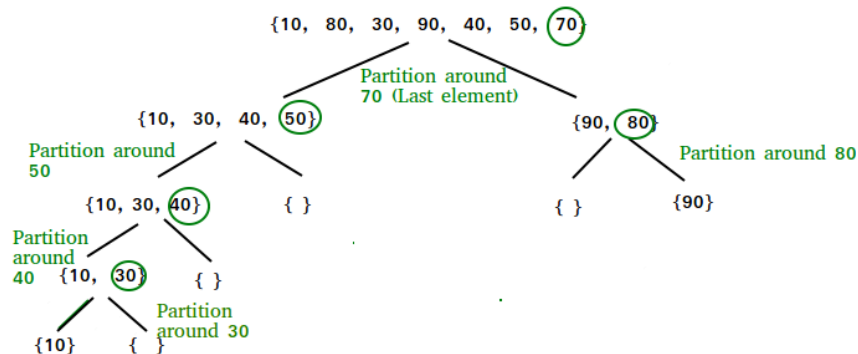 {10, 80, 30, 90, 40, 50, 70}
Partition around
70 (Last element)
{10, 30, 40, 50}
{90, 80}
Partition around
50
Partition around 80
{10, 30, 40}
{ }
{ }
{90}
Partition
around
40
{10, 30}
{ }
Partition
around 30
{10}
{ }